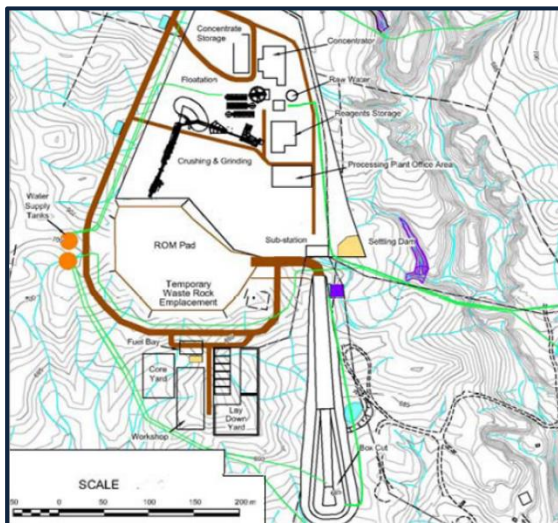 Concentrate
Storage
Concentrator
Floatation
Raw Water
Reagents Storage
Crushing & Grinding
Processing Plant Office Area
Water
Supply
Tanks
ROM Pad
Sub-station
Settling Dam
Temporary
Waste Rock
Emplacement
Fuel Bay
Core
Yard
Lay
Down/
Yard
Workshop
Box Cut
SCALE
50
0
50
100
150
200 m